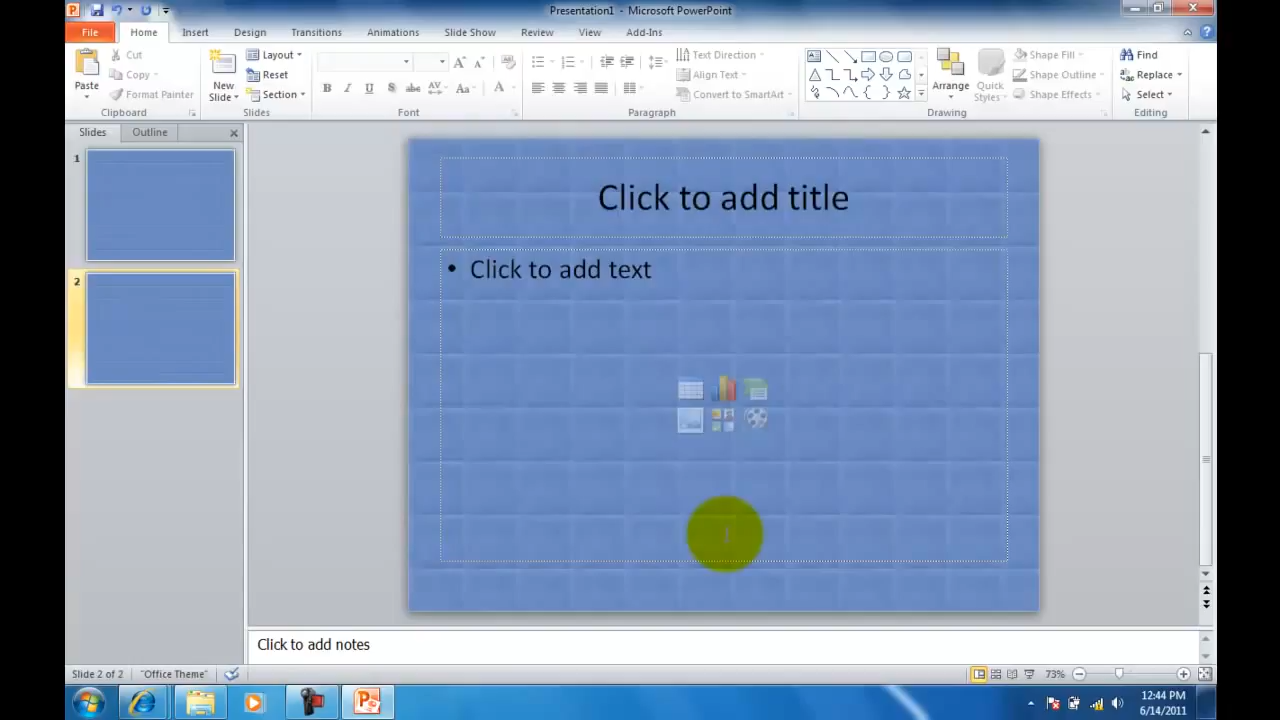 Presentation1 - Microsoft PowerPoint
File Home Insert Design Transitions Animations Slide Show Review View Add-Ins
Paste
Cut
Copy
Format Painter
Clipboard
New Slide
Layout
Reset
Section
Slides
B I U S abc AV Aa A
Font
Text Direction
Align Text
Convert to SmartArt
Paragraph
Arrange
Quick Styles
Shape Fill
Shape Outline
Shape Effects
Drawing
Find
Replace
Select
Editing
Slides Outline
1
2
Click to add title
• Click to add text
Click to add notes
Slide 2 of 2 "Office Theme" 73%
12:44 PM
6/14/2011